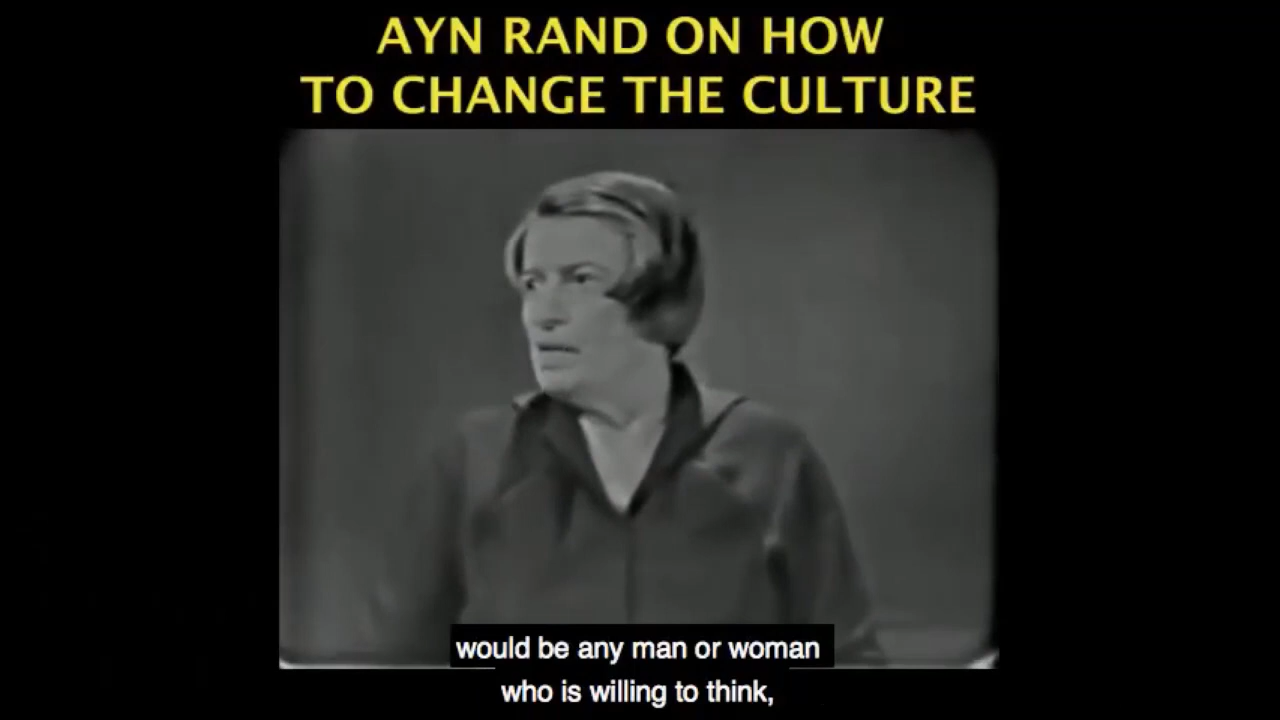 AYN RAND ON HOW
TO CHANGE THE CULTURE
would be any man or woman
who is willing to think,